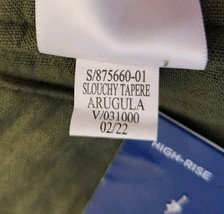 S/875660-01
SLOUCHY TAPERE
ARUGULA
V/031000
02/22
HIGH-RISE